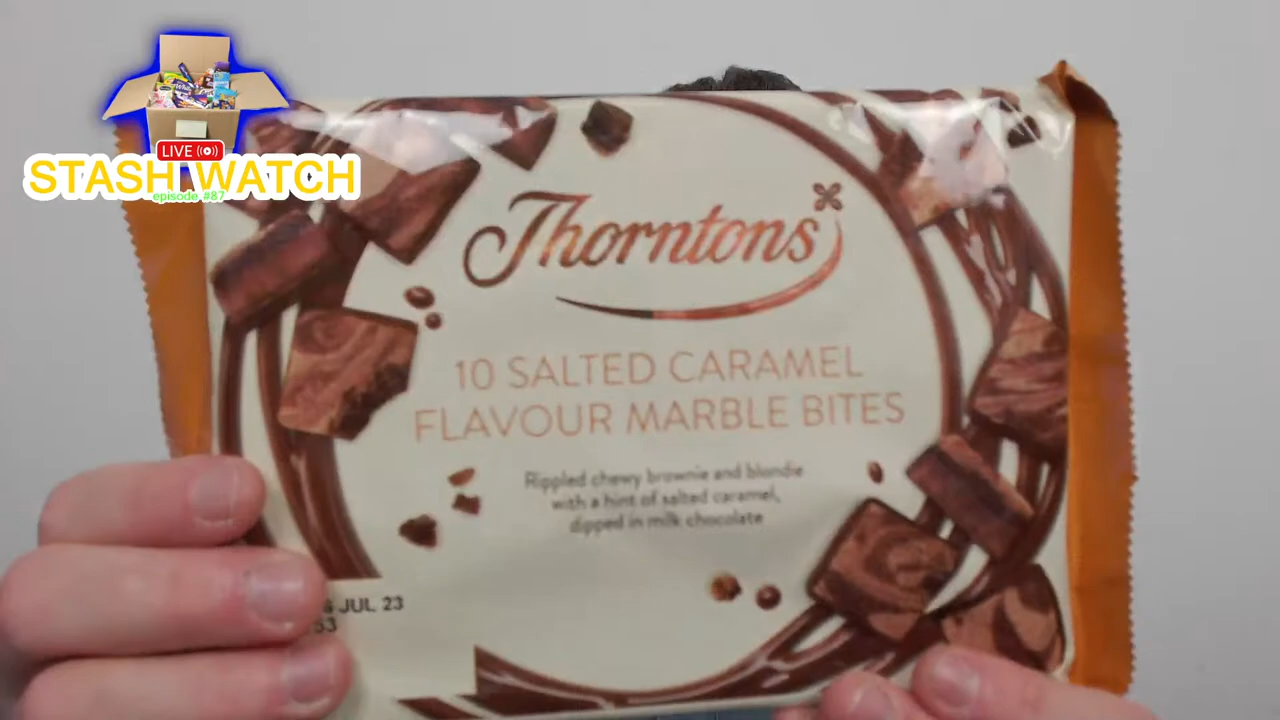 LIVE
STASH WATCH
episode #87
Thorntons
10 SALTED CARAMEL
FLAVOUR MARBLE BITES
Rippled chewy brownie and blondie
with a hint of salted caramel,
dipped in milk chocolate
JUL 23
53